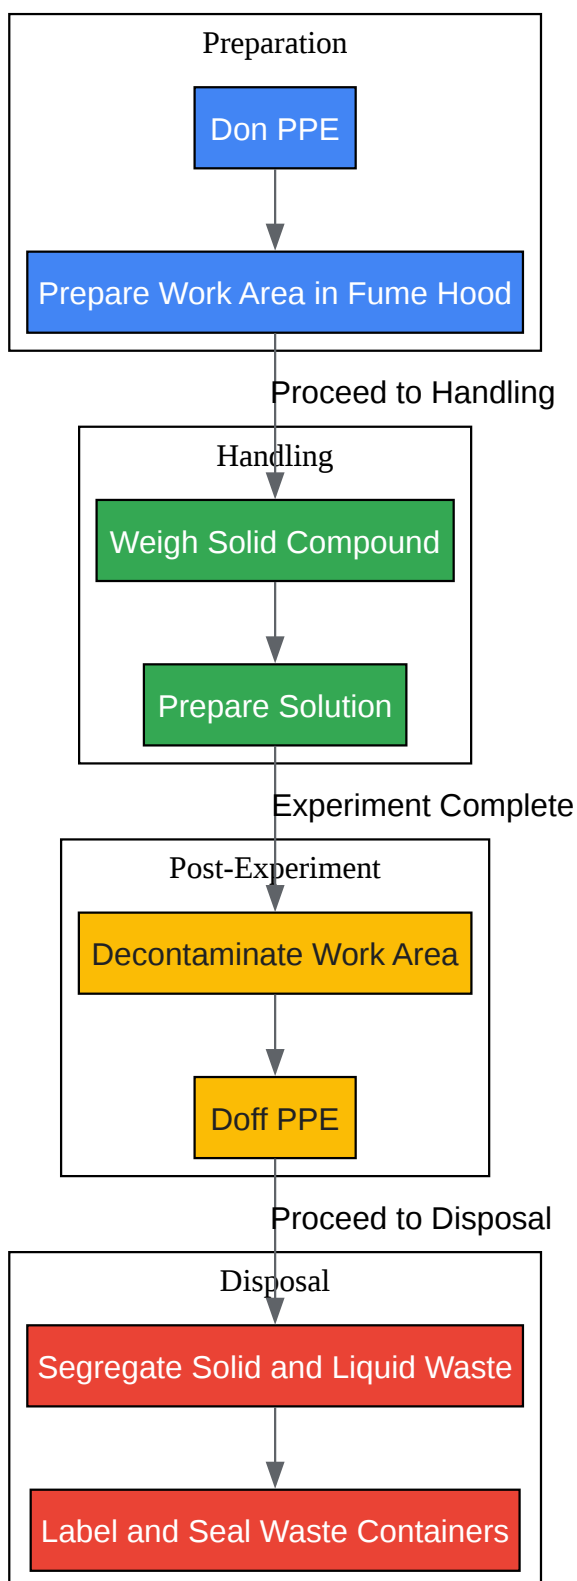 Preparation
Don PPE
Prepare Work Area in Fume Hood
Proceed to Handling
Handling
Weigh Solid Compound
Prepare Solution
Experiment Complete
Post-Experiment
Decontaminate Work Area
Doff PPE
Proceed to Disposal
Disposal
Segregate Solid and Liquid Waste
Label and Seal Waste Containers